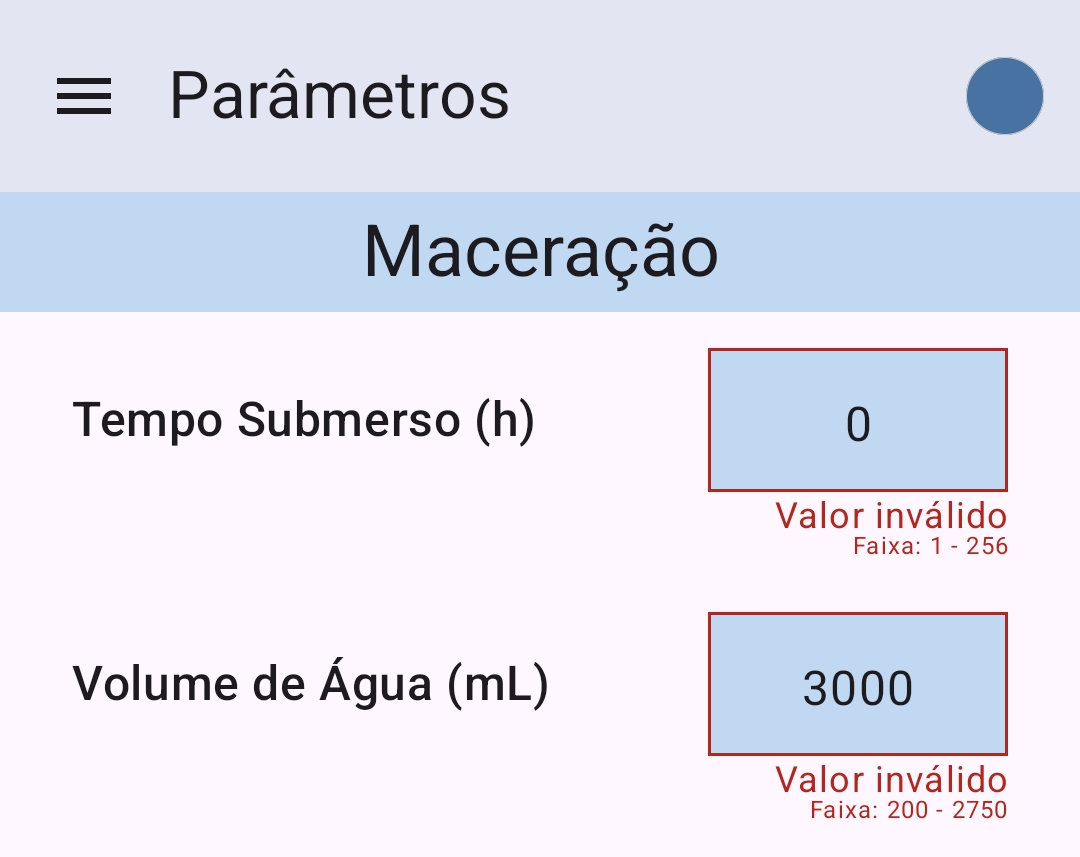 Parâmetros
Maceração
Tempo Submerso (h)
0
Valor inválido
Faixa: 1 - 256
Volume de Água (mL)
3000
Valor inválido
Faixa: 200 - 2750